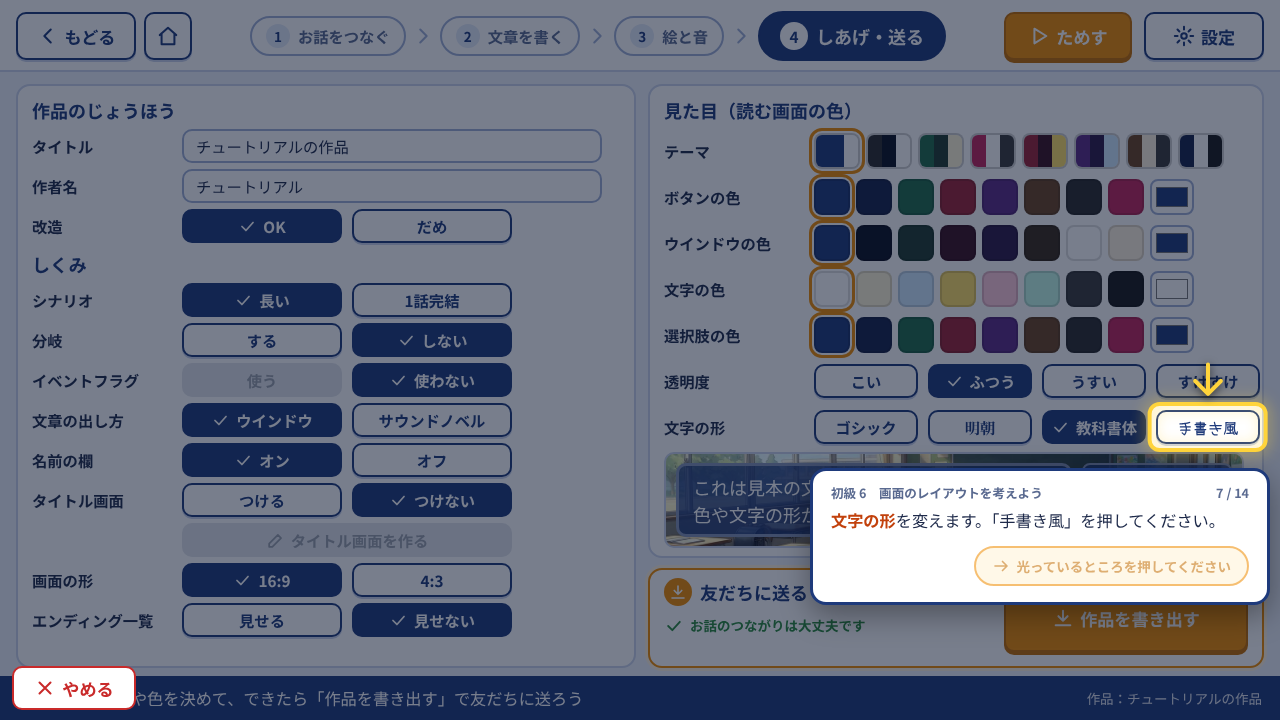 もどる
1 お話をつなぐ
2 文章を書く
3 絵と音
4 しあげ・送る
ためす
設定
作品のじょうほう
タイトル チュートリアルの作品
作者名 チュートリアル
改造 OK だめ
しくみ
シナリオ 長い 1話完結
分岐 する しない
イベントフラグ 使う 使わない
文章の出し方 ウインドウ サウンドノベル
名前の欄 オン オフ
タイトル画面 つける つけない
タイトル画面を作る
画面の形 16:9 4:3
エンディング一覧 見せる 見せない
見た目（読む画面の色）
テーマ
ボタンの色
ウインドウの色
文字の色
選択肢の色
透明度 こい ふつう うすい
文字の形 ゴシック 明朝 教科書体 手書き風
これは見本の文
色や文字の形が
初級 6 画面のレイアウトを考えよう 7 / 14
文字の形を変えます。「手書き風」を押してください。
光っているところを押してください
友だちに送る
お話のつながりは大丈夫です
作品を書き出す
やめる
や色を決めて、できたら「作品を書き出す」で友だちに送ろう
作品：チュートリアルの作品